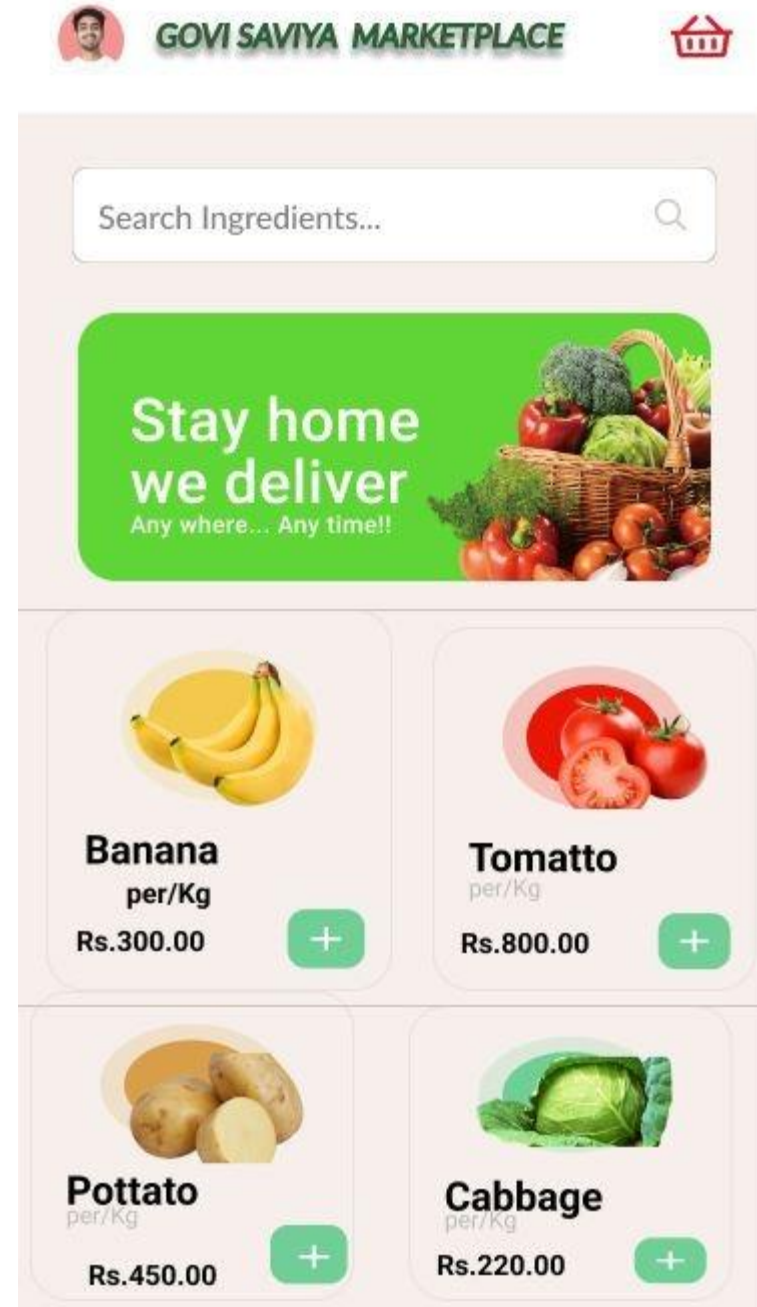 GOVI SAVIYA MARKETPLACE
Search Ingredients...
Stay home
we deliver
Any where... Any time!!
Banana
per/Kg
Rs.300.00
Tomatto
per/Kg
Rs.800.00
Pottato
per/Kg
Rs.450.00
Cabbage
per/Kg
Rs.220.00